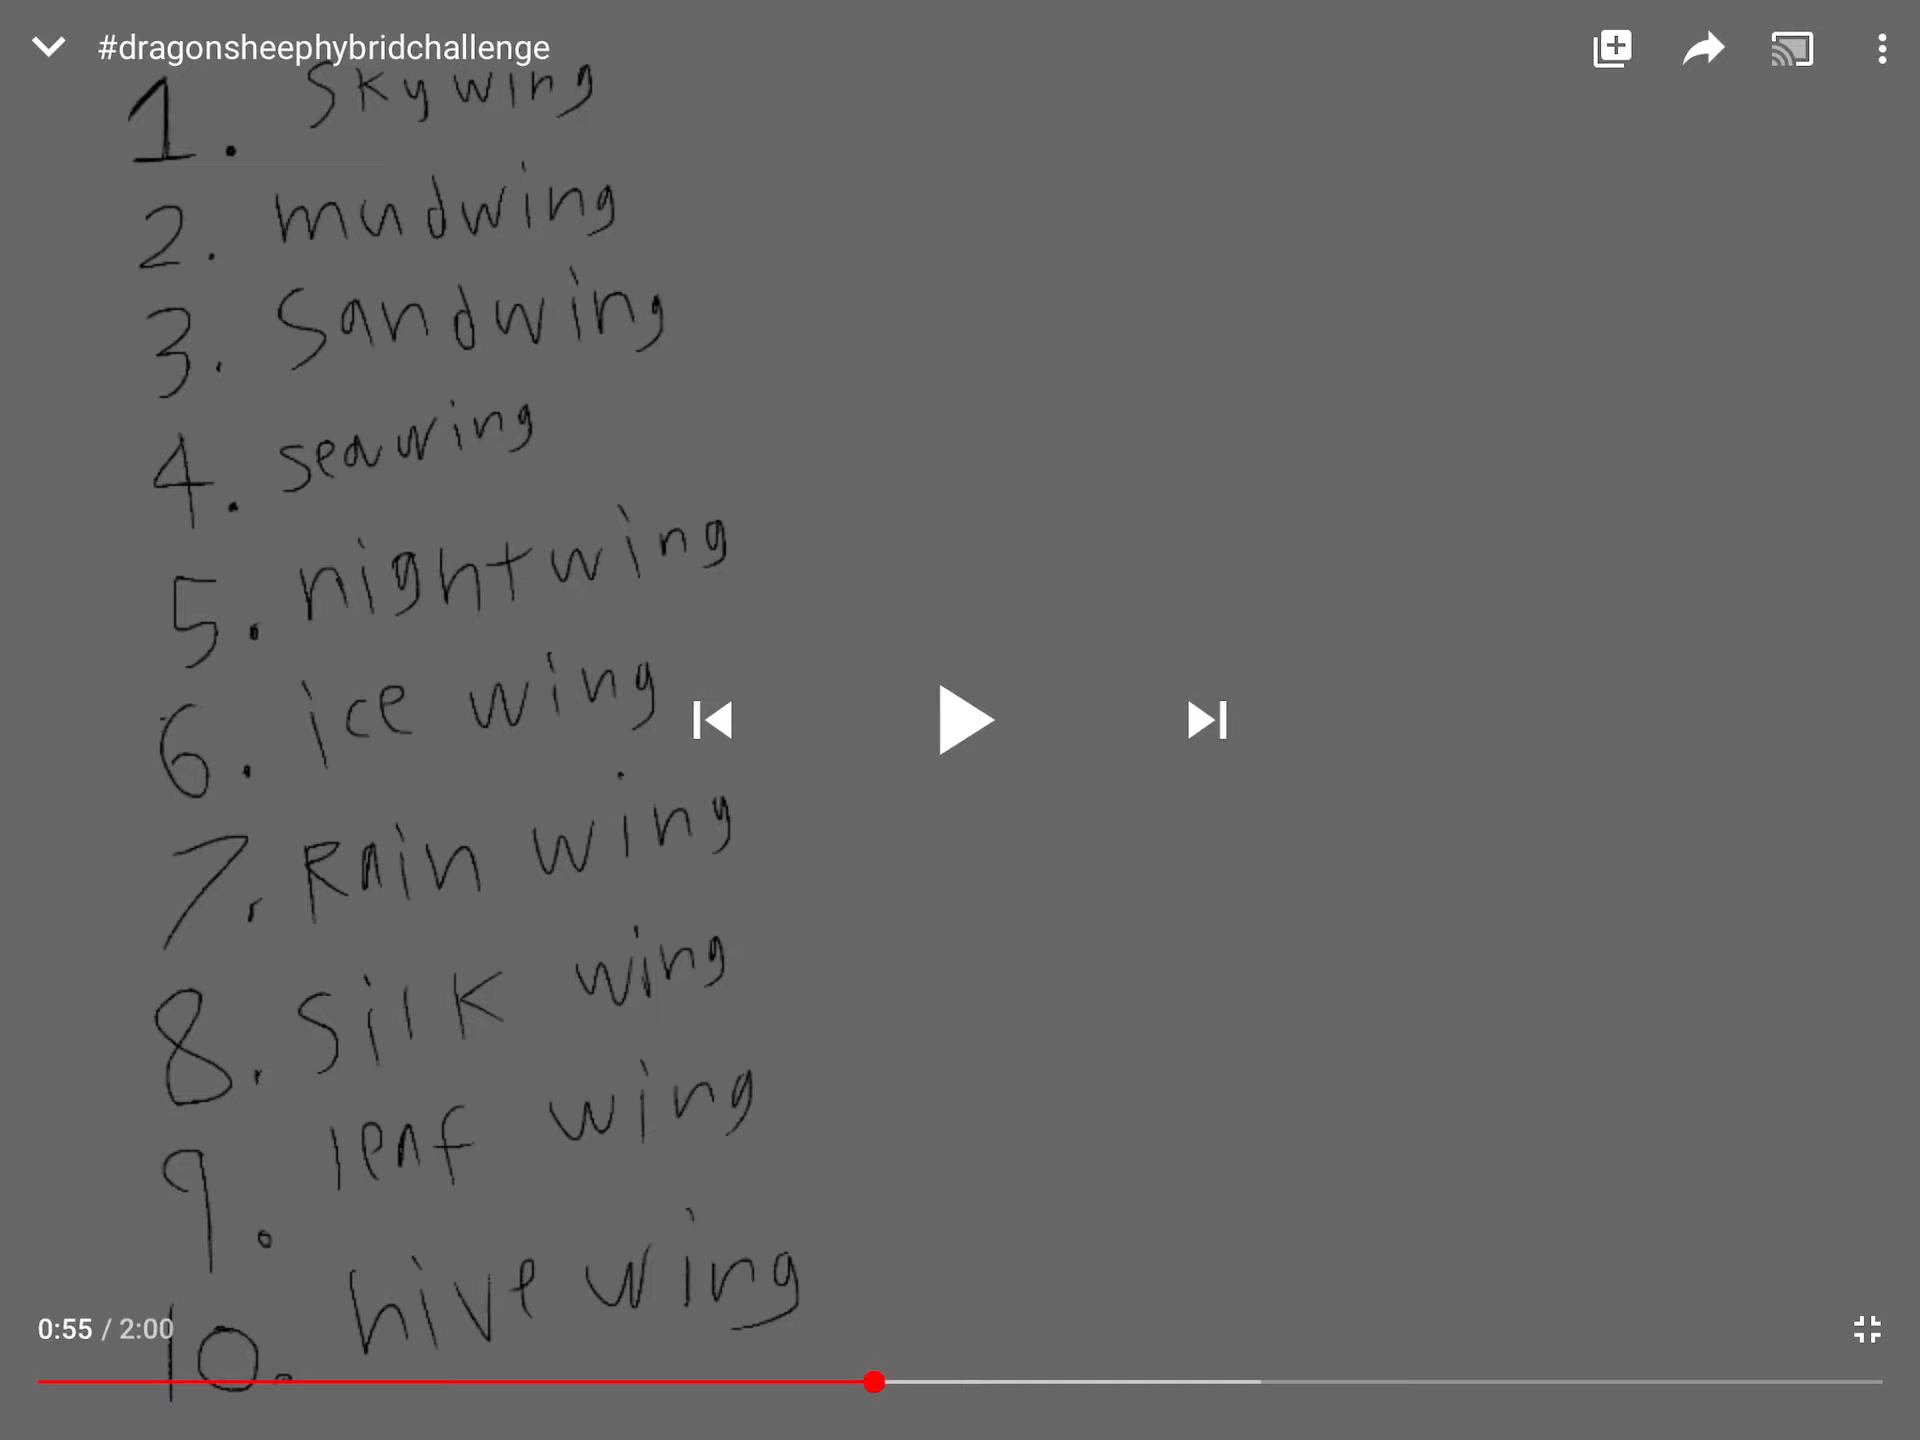 #dragonsheephybridchallenge
1. Skywing
2. mudwing
3. Sandwing
4. seawing
5. nightwing
6. ice wing
7. Rain wing
8. Silk wing
9. leaf wing
10. hive wing
0:55 / 2:00